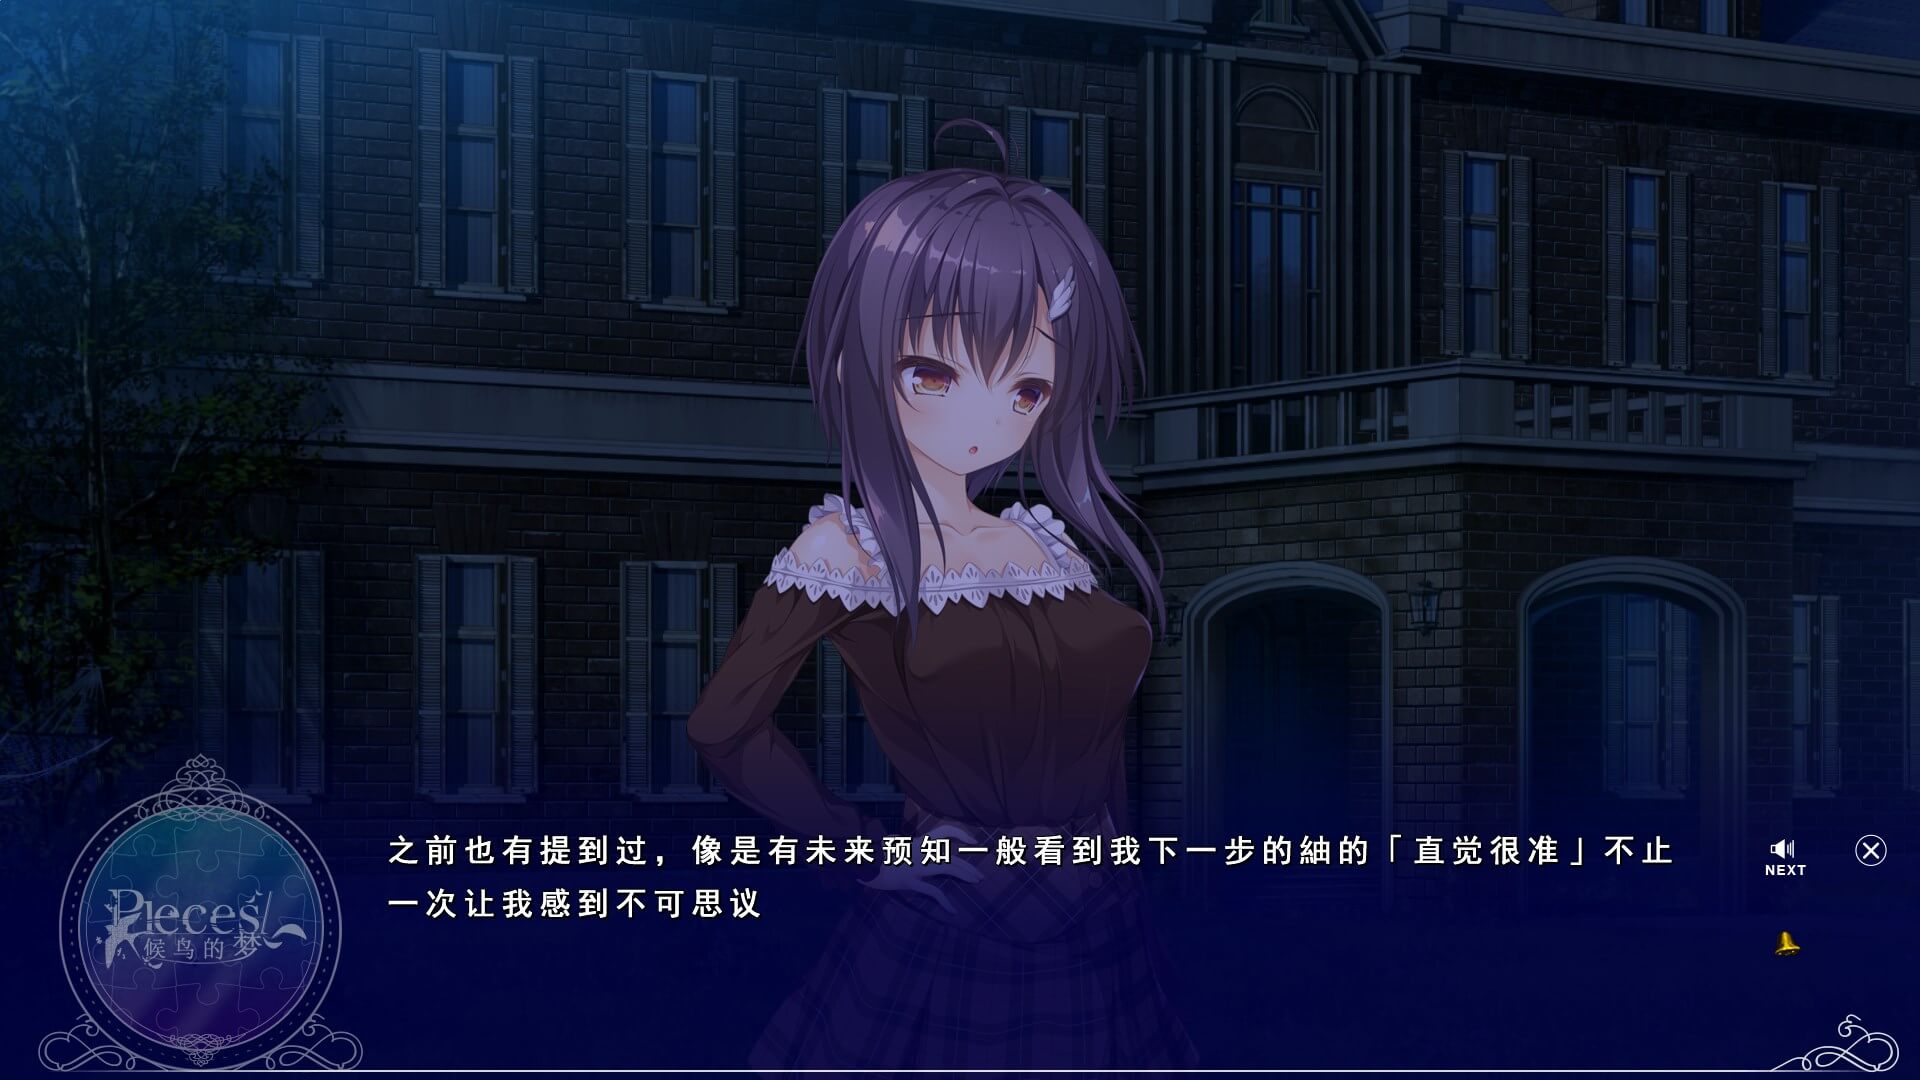 之前也有提到过，像是有未来预知一般看到我下一步的紬的「直觉很准」不止
一次让我感到不可思议
NEXT
Pieces
候鸟的梦